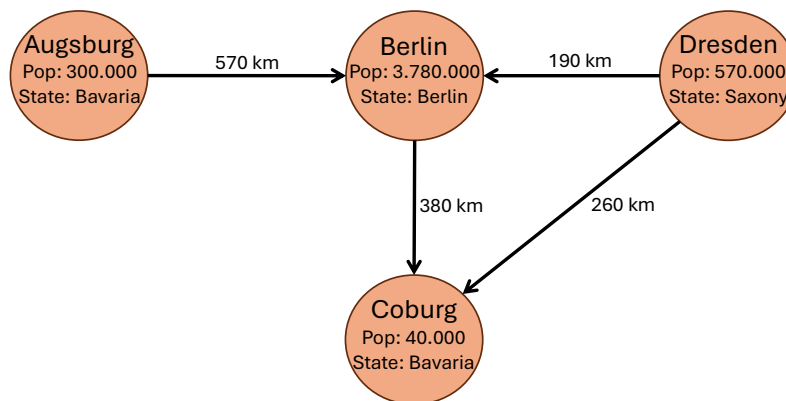 Augsburg
Pop: 300.000
State: Bavaria
570 km
Berlin
Pop: 3.780.000
State: Berlin
190 km
Dresden
Pop: 570.000
State: Saxony
380 km
260 km
Coburg
Pop: 40.000
State: Bavaria